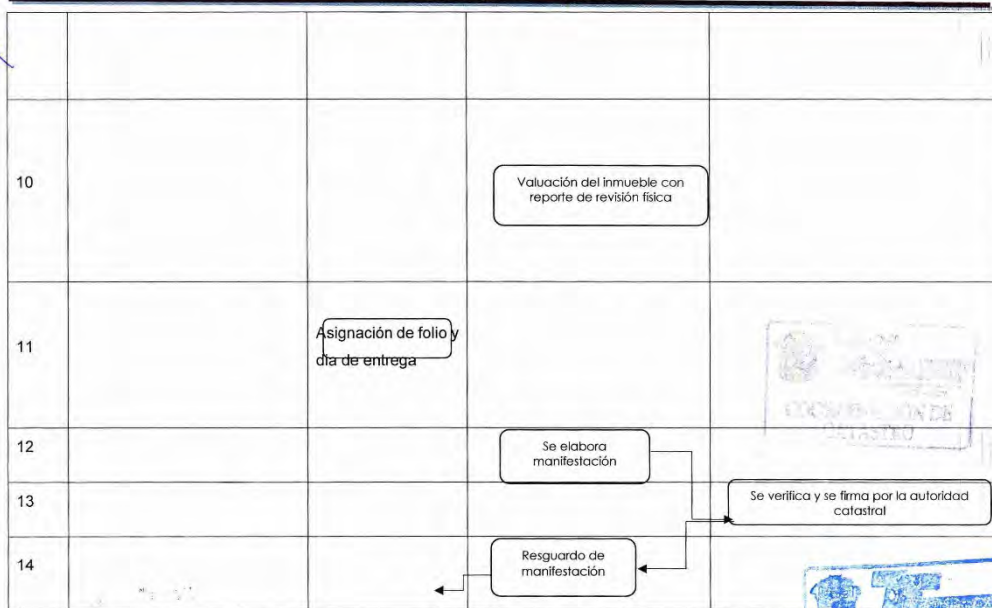 10
Valuación del inmueble con
reporte de revisión física
11
Asignación de folio y
día de entrega
CATASTRO
12
Se elabora
manifestación
13
Se verifica y se firma por la autoridad
catastral
14
Resguardo de
manifestación